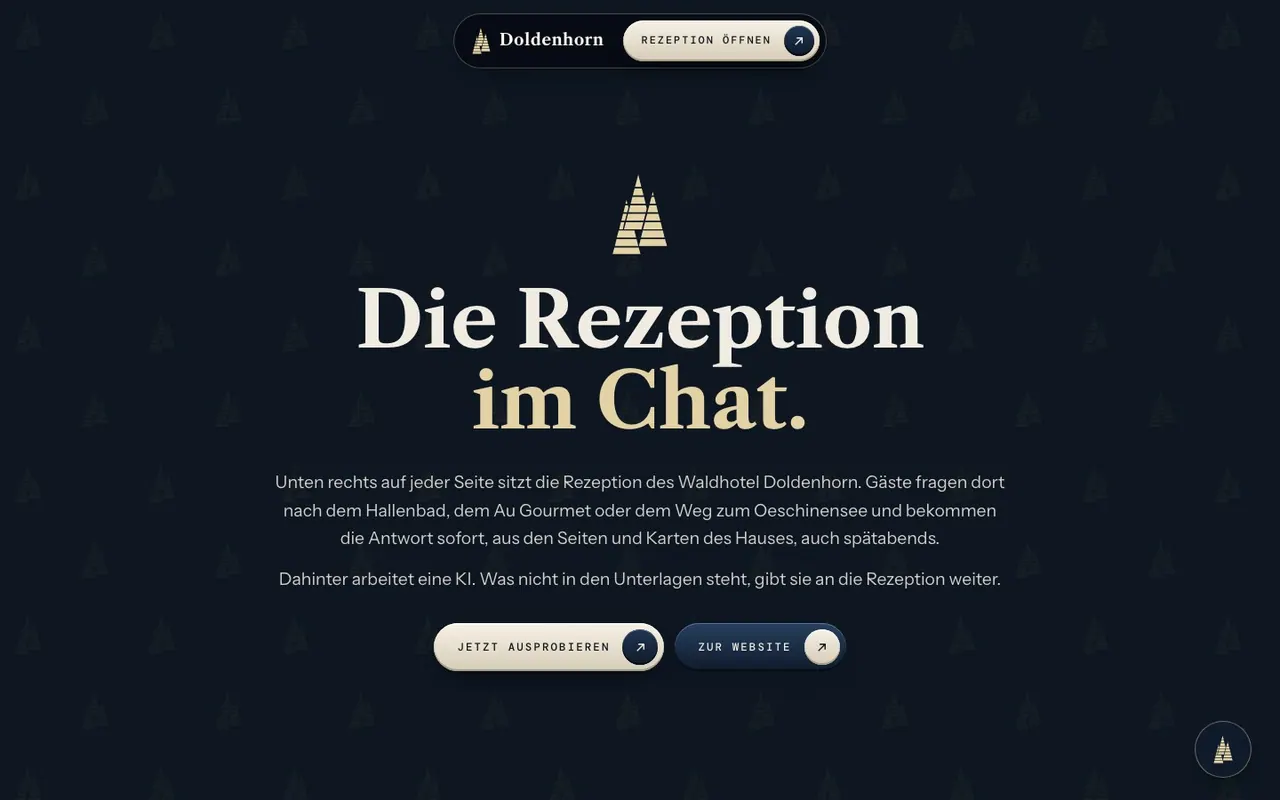 Doldenhorn
REZEPTION ÖFFNEN
Die Rezeption
im Chat.
Unten rechts auf jeder Seite sitzt die Rezeption des Waldhotel Doldenhorn. Gäste fragen dort
nach dem Hallenbad, dem Au Gourmet oder dem Weg zum Oeschinensee und bekommen
die Antwort sofort, aus den Seiten und Karten des Hauses, auch spätabends.
Dahinter arbeitet eine KI. Was nicht in den Unterlagen steht, gibt sie an die Rezeption weiter.
JETZT AUSPROBIEREN
ZUR WEBSITE